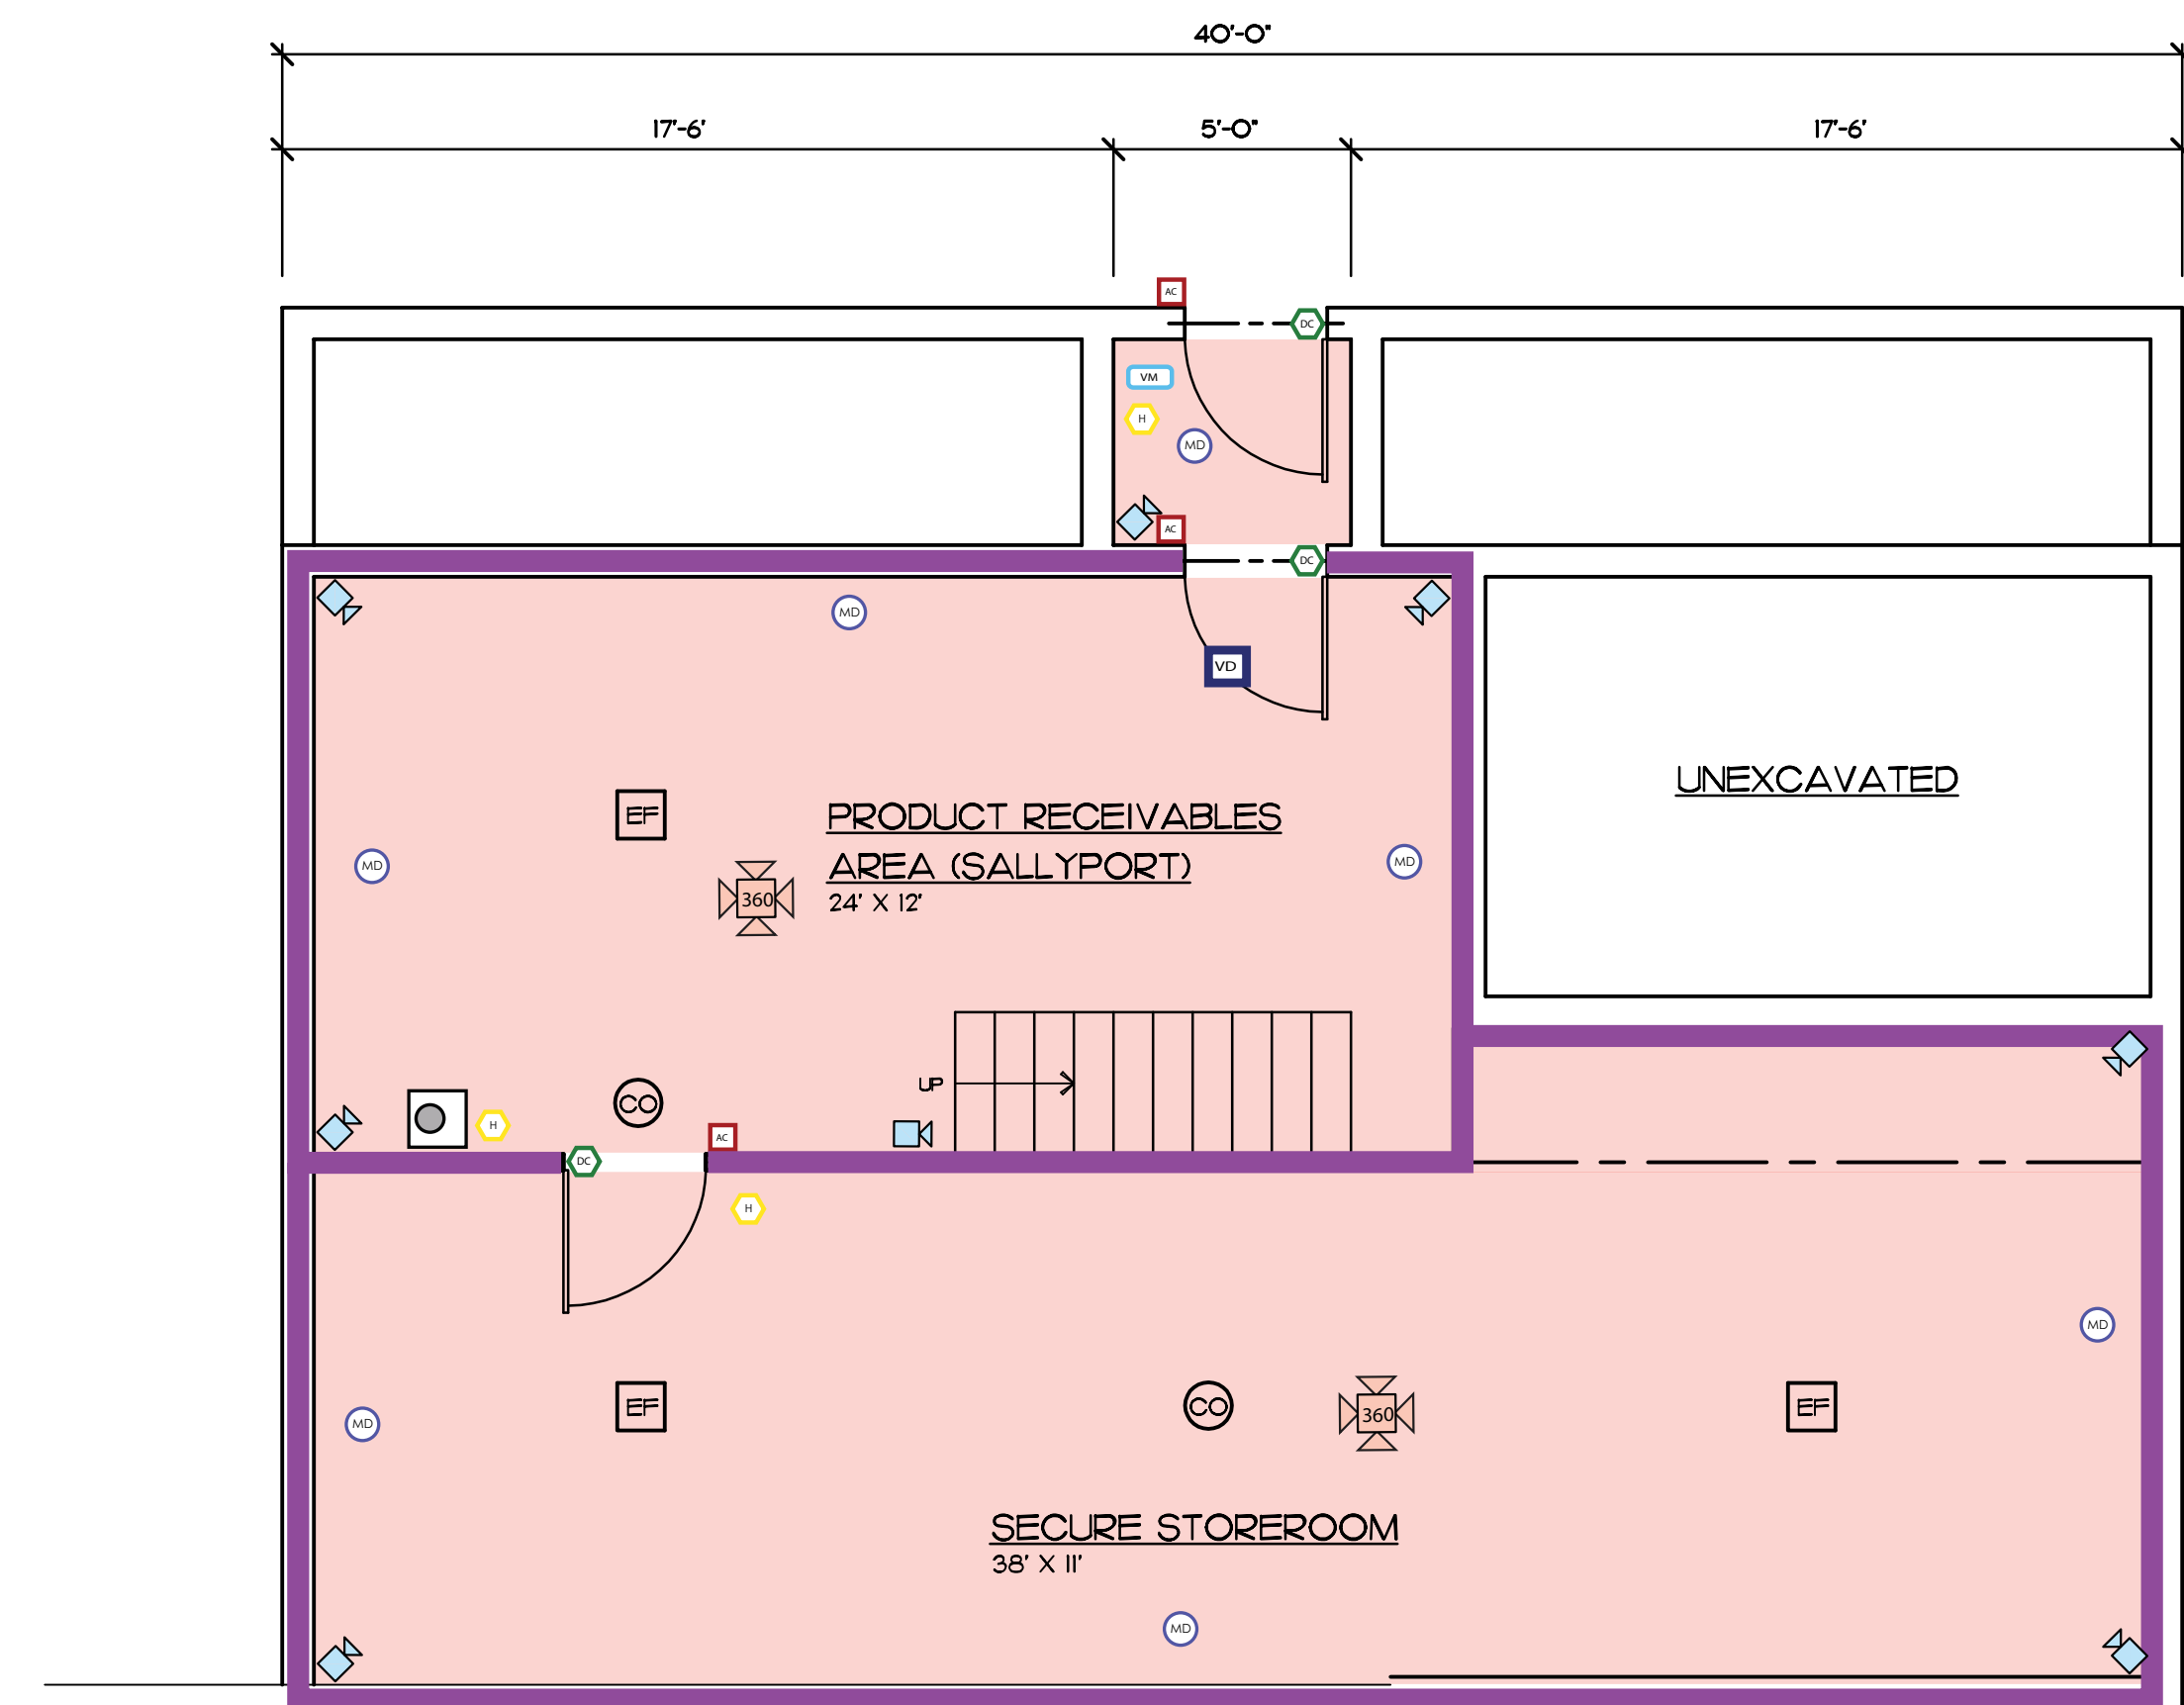 40'-0"
17'-6' 5'-0" 17'-6'
AC
DC
VM
H
MD
AC
DC
MD
VD
UNEXCAVATED
EF
PRODUCT RECEIVABLES
AREA (SALLYPORT)
24' X 12'
MD
MD
360
UP
CO
H
AC
DC
H
MD
EF
CO
360
EF
MD
SECURE STOREROOM
38' X 11'
MD